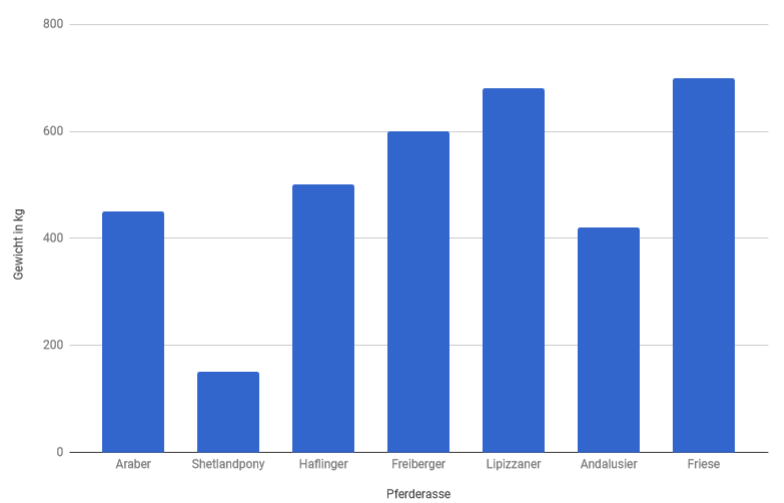 800
600
400
200
0
Gewicht in kg
Araber Shetlandpony Haflinger Freiberger Lipizzaner Andalusier Friese
Pferderasse